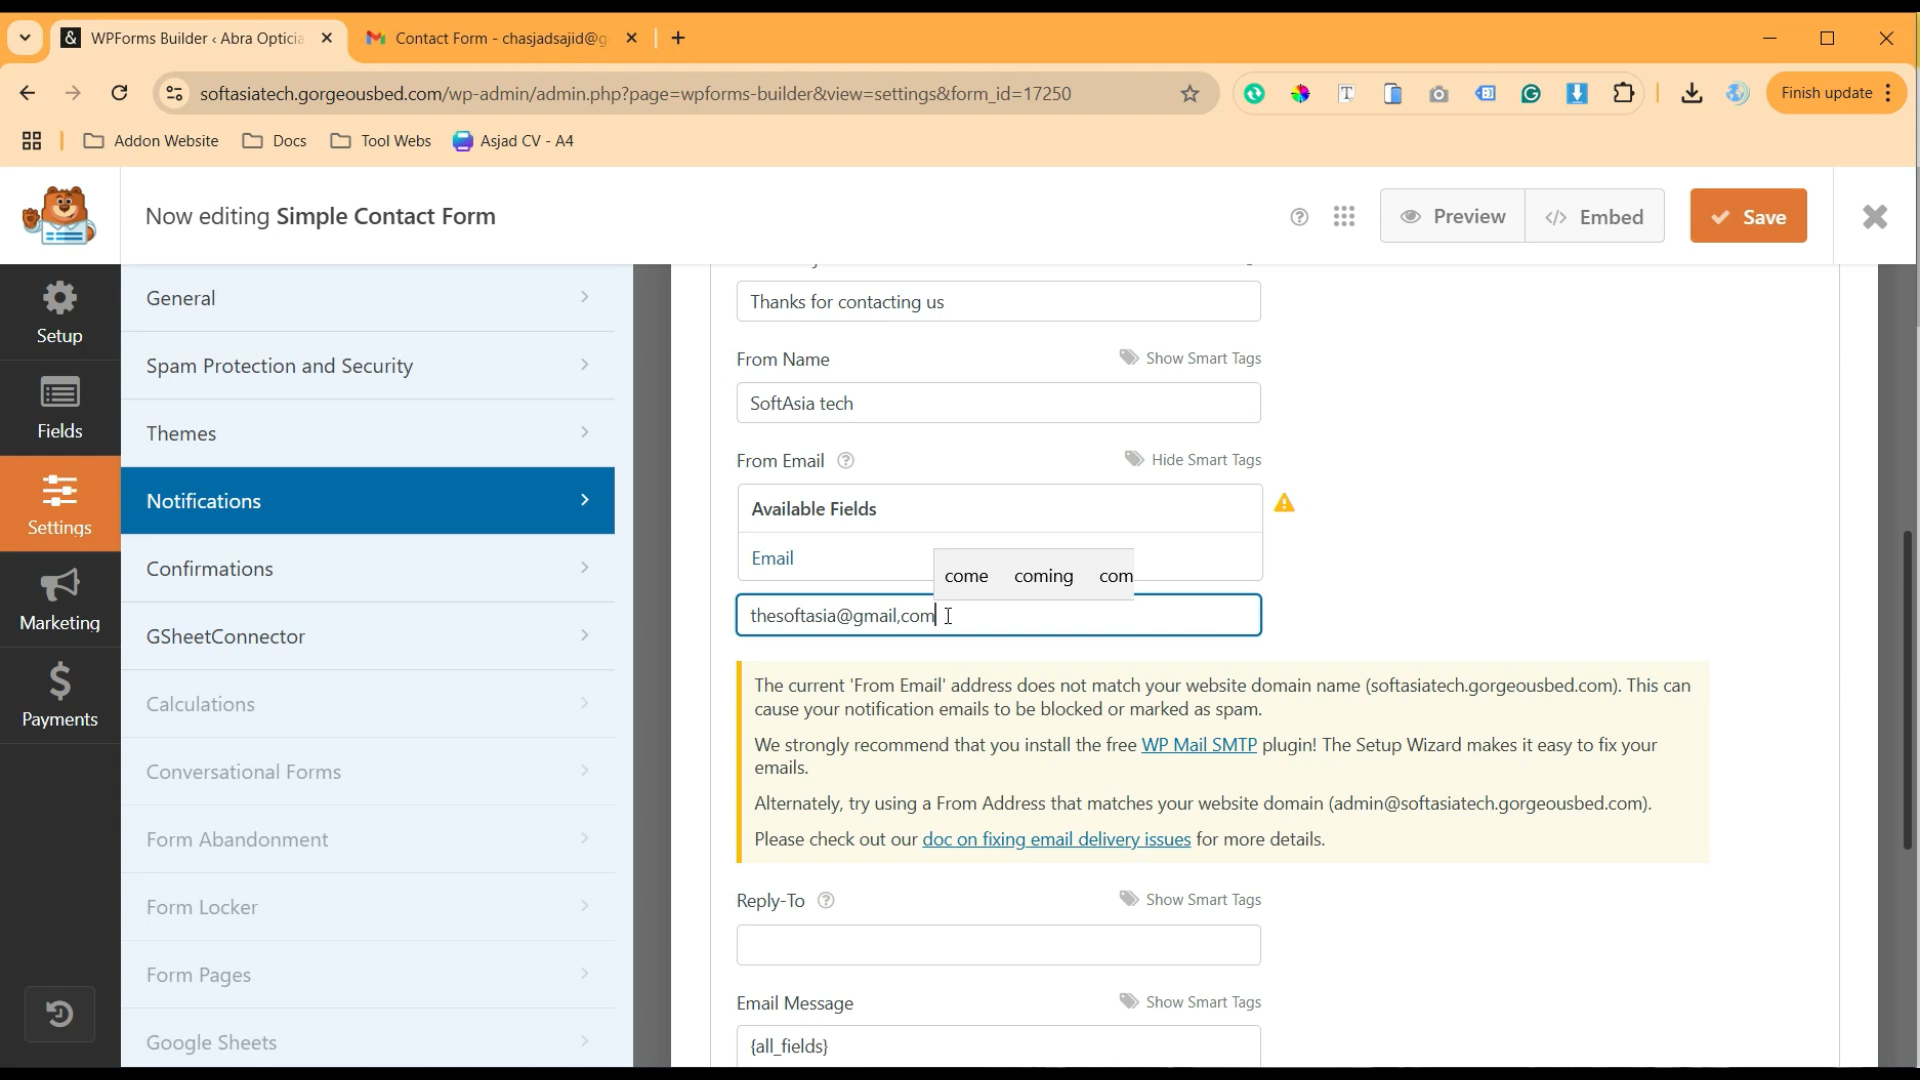 WPForms Builder ‹ Abra Opticia
Contact Form - chasjadsajid@g
softasiatech.gorgeousbed.com/wp-admin/admin.php?page=wpforms-builder&view=settings&form_id=17250
Finish update
Addon Website
Docs
Tool Webs
Asjad CV - A4
Now editing Simple Contact Form
Preview
Embed
Save
Setup
Fields
Settings
Marketing
Payments
General
Spam Protection and Security
Themes
Notifications
Confirmations
GSheetConnector
Calculations
Conversational Forms
Form Abandonment
Form Locker
Form Pages
Google Sheets
Thanks for contacting us
From Name
Show Smart Tags
SoftAsia tech
From Email
Hide Smart Tags
Available Fields
Email
come coming com
thesoftasia@gmail,com
The current 'From Email' address does not match your website domain name (softasiatech.gorgeousbed.com). This can
cause your notification emails to be blocked or marked as spam.
We strongly recommend that you install the free WP Mail SMTP plugin! The Setup Wizard makes it easy to fix your
emails.
Alternately, try using a From Address that matches your website domain (admin@softasiatech.gorgeousbed.com).
Please check out our doc on fixing email delivery issues for more details.
Reply-To
Show Smart Tags
Email Message
Show Smart Tags
{all_fields}